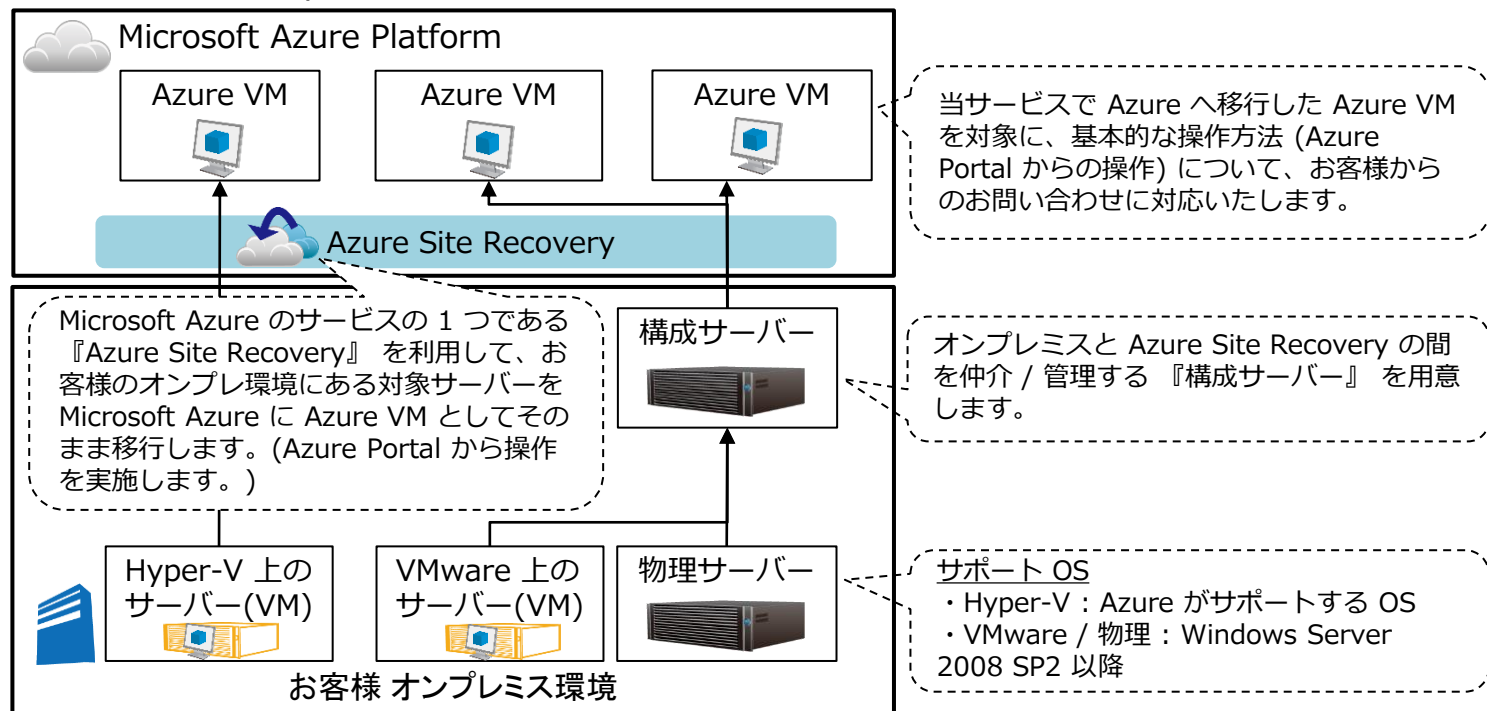 Microsoft Azure Platform
Azure VM
Azure VM
Azure VM
当サービスで Azure へ移行した Azure VM
を対象に、基本的な操作方法 (Azure
Portal からの操作) について、お客様から
のお問い合わせに対応いたします。
Azure Site Recovery
Microsoft Azure のサービスの 1 つである
『Azure Site Recovery』 を利用して、お
客様のオンプレ環境にある対象サーバーを
Microsoft Azure に Azure VM としてその
まま移行します。(Azure Portal から操作
を実施します。)
構成サーバー
オンプレミスと Azure Site Recovery の間
を仲介 / 管理する 『構成サーバー』 を用意
します。
Hyper-V 上の
サーバー(VM)
VMware 上の
サーバー(VM)
物理サーバー
サポート OS
・Hyper-V : Azure がサポートする OS
・VMware / 物理 : Windows Server
2008 SP2 以降
お客様 オンプレミス環境